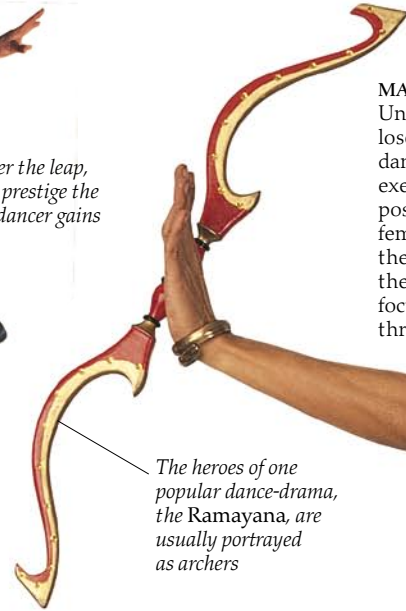 er the leap,
prestige the
dancer gains
MA
Un
lose
dan
exe
pos
fem
the
the
foc
thr
The heroes of one
popular dance-drama,
the Ramayana, are
usually portrayed
as archers